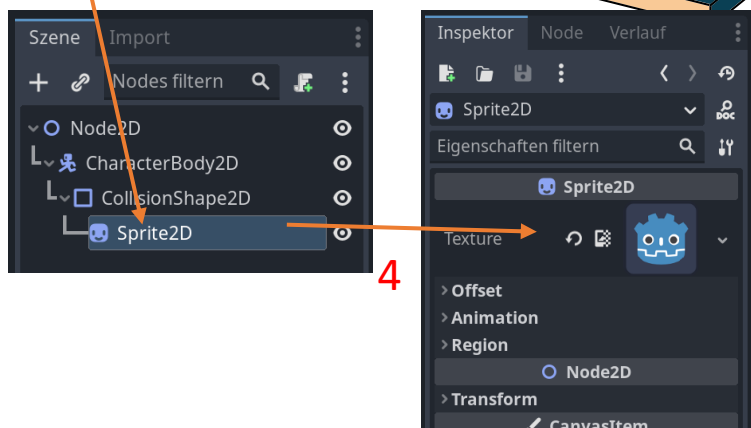 Szene Import
Nodes filtern
Node2D
CharacterBody2D
CollisionShape2D
Sprite2D
4
Inspektor Node Verlauf
Sprite2D
DOC
Eigenschaften filtern
Sprite2D
Texture
Offset
Animation
Region
Node2D
Transform
CanvasItem